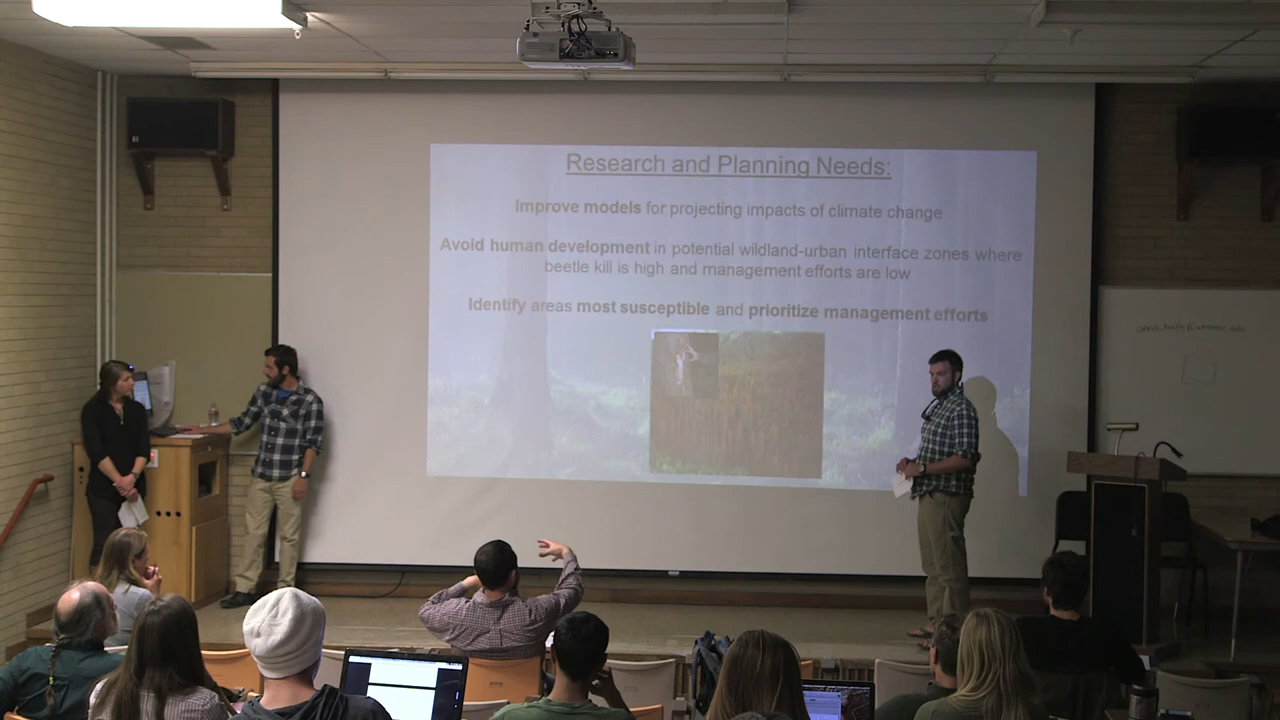 Research and Planning Needs:
Improve models for projecting impacts of climate change
Avoid human development in potential wildland-urban interface zones where
beetle kill is high and management efforts are low
Identify areas most susceptible and prioritize management efforts